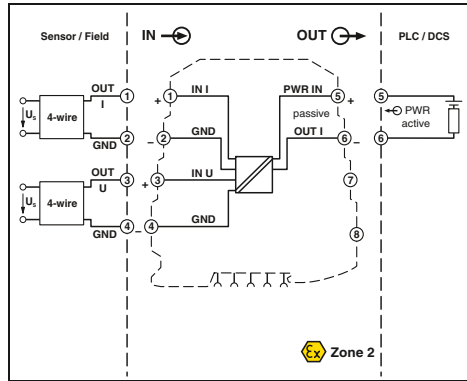 Sensor / Field
IN
OUT
PLC / DCS
OUT
I
1
+
1
IN I
PWR IN
5
+
5
PWR
active
Us
4-wire
passive
GND
2
–
2
GND
OUT I
6
–
6
OUT
U
3
+
3
IN U
7
Us
4-wire
GND
4
–
4
GND
8
Ex
Zone 2